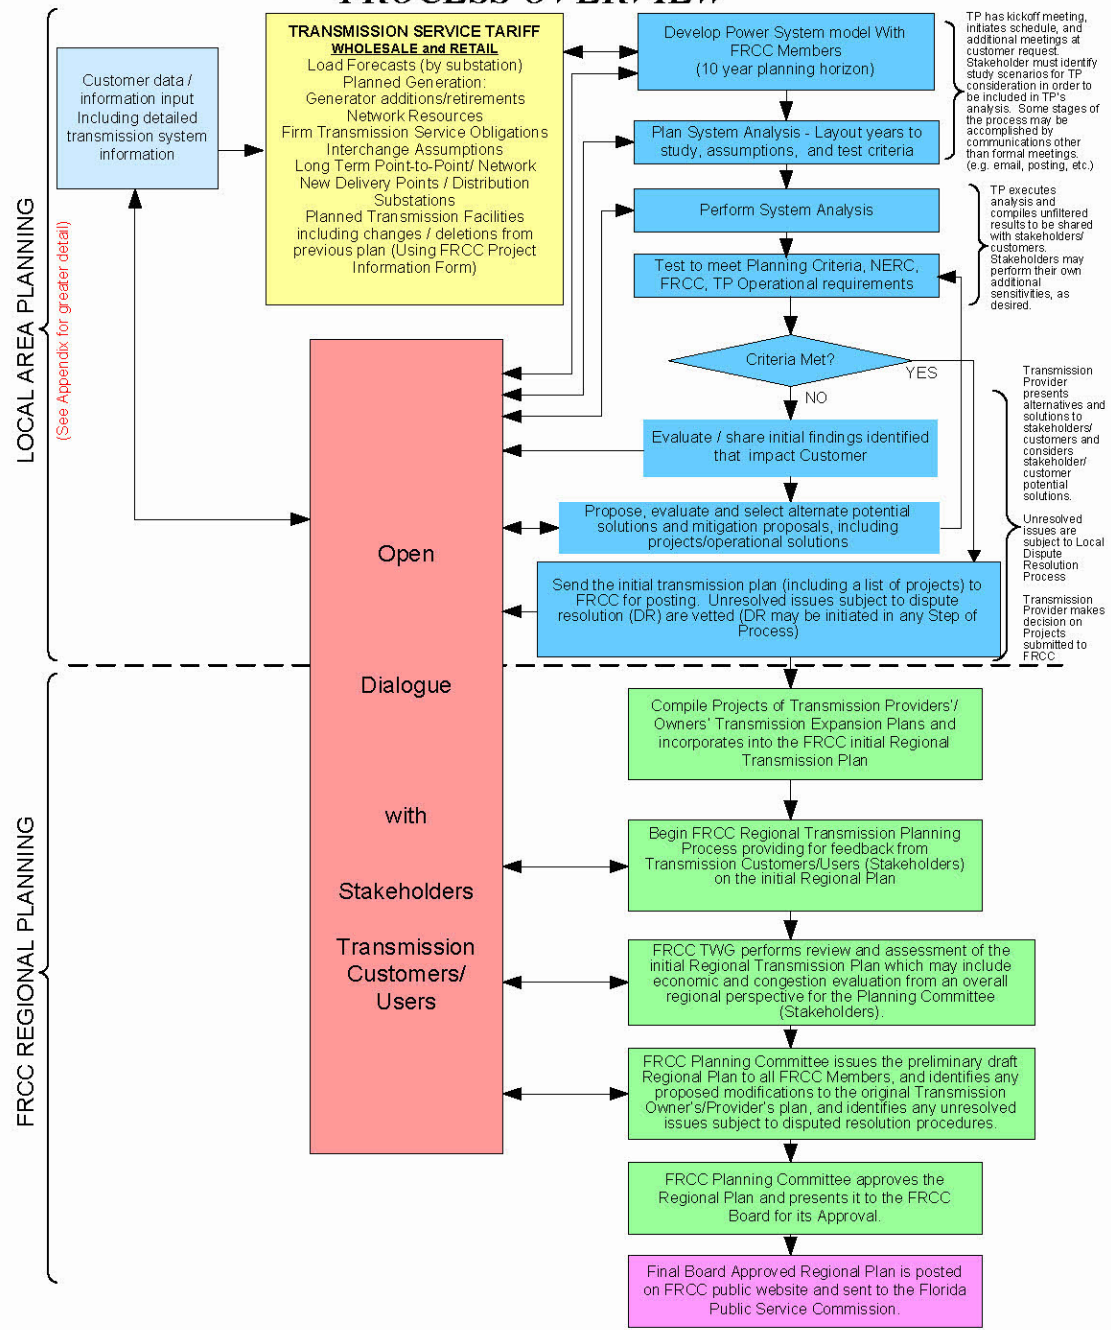 PROCESS OVERVIEW
LOCAL AREA PLANNING
(See Appendix for greater detail)
Customer data /
information input
Including detailed
transmission system
information
TRANSMISSION SERVICE TARIFF
WHOLESALE and RETAIL
Load Forecasts (by substation)
Planned Generation:
Generator additions/retirements
Network Resources
Firm Transmission Service Obligations
Interchange Assumptions
Long Term Point-to-Point/ Network
New Delivery Points / Distribution
Substations
Planned Transmission Facilities
including changes / deletions from
previous plan (Using FRCC Project
Information Form)
Develop Power System model With
FRCC Members
(10 year planning horizon)
Plan System Analysis - Layout years to
study, assumptions, and test criteria
Perform System Analysis
Test to meet Planning Criteria, NERC,
FRCC, TP Operational requirements
Criteria Met?
YES
NO
Evaluate / share initial findings identified
that impact Customer
Propose, evaluate and select alternate potential
solutions and mitigation proposals, including
projects/operational solutions
Send the initial transmission plan (including a list of projects) to
FRCC for posting. Unresolved issues subject to dispute
resolution (DR) are vetted (DR may be initiated in any Step of
Process)
TP has kickoff meeting,
initiates schedule, and
additional meetings at
customer request.
Stakeholder must identify
study scenarios for TP
consideration in order to
be included in TP's
analysis. Some stages of
the process may be
accomplished by
communications other
than formal meetings.
(e.g. email, posting, etc.)
TP executes
analysis and
compiles unfiltered
results to be shared
with stakeholders/
customers.
Stakeholders may
perform their own
additional
sensitivities, as
desired.
Transmission
Provider
presents
alternatives and
solutions to
stakeholders/
customers and
considers
stakeholder/
customer
potential
solutions.
Unresolved
issues are
subject to Local
Dispute
Resolution
Process
Transmission
Provider makes
decision on
Projects
submitted to
FRCC
Open
Dialogue
with
Stakeholders
Transmission
Customers/
Users
FRCC REGIONAL PLANNING
Compile Projects of Transmission Providers'/
Owners' Transmission Expansion Plans and
incorporates into the FRCC initial Regional
Transmission Plan
Begin FRCC Regional Transmission Planning
Process providing for feedback from
Transmission Customers/Users (Stakeholders)
on the initial Regional Plan
FRCC TWG performs review and assessment of the
initial Regional Transmission Plan which may include
economic and congestion evaluation from an overall
regional perspective for the Planning Committee
(Stakeholders).
FRCC Planning Committee issues the preliminary draft
Regional Plan to all FRCC Members, and identifies any
proposed modifications to the original Transmission
Owner's/Provider's plan, and identifies any unresolved
issues subject to disputed resolution procedures.
FRCC Planning Committee approves the
Regional Plan and presents it to the FRCC
Board for its Approval.
Final Board Approved Regional Plan is posted
on FRCC public website and sent to the Florida
Public Service Commission.